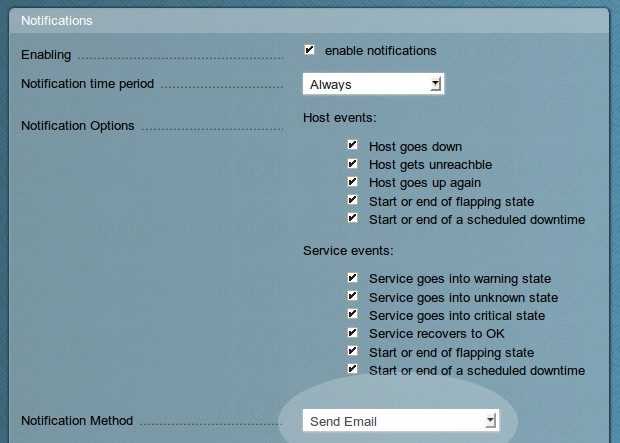 Notifications
Enabling enable notifications
Notification time period Always
Notification Options Host events:
Host goes down
Host gets unreachble
Host goes up again
Start or end of flapping state
Start or end of a scheduled downtime
Service events:
Service goes into warning state
Service goes into unknown state
Service goes into critical state
Service recovers to OK
Start or end of flapping state
Start or end of a scheduled downtime
Notification Method Send Email